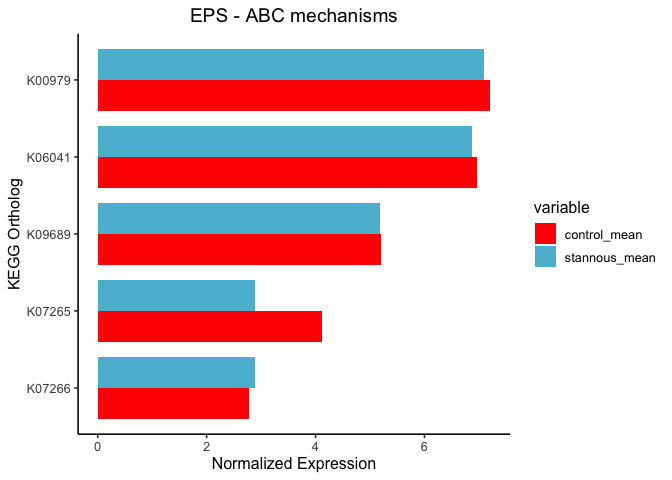 EPS - ABC mechanisms
KEGG Ortholog
K00979
K06041
K09689
K07265
K07266
0 2 4 6
Normalized Expression
variable
control_mean
stannous_mean